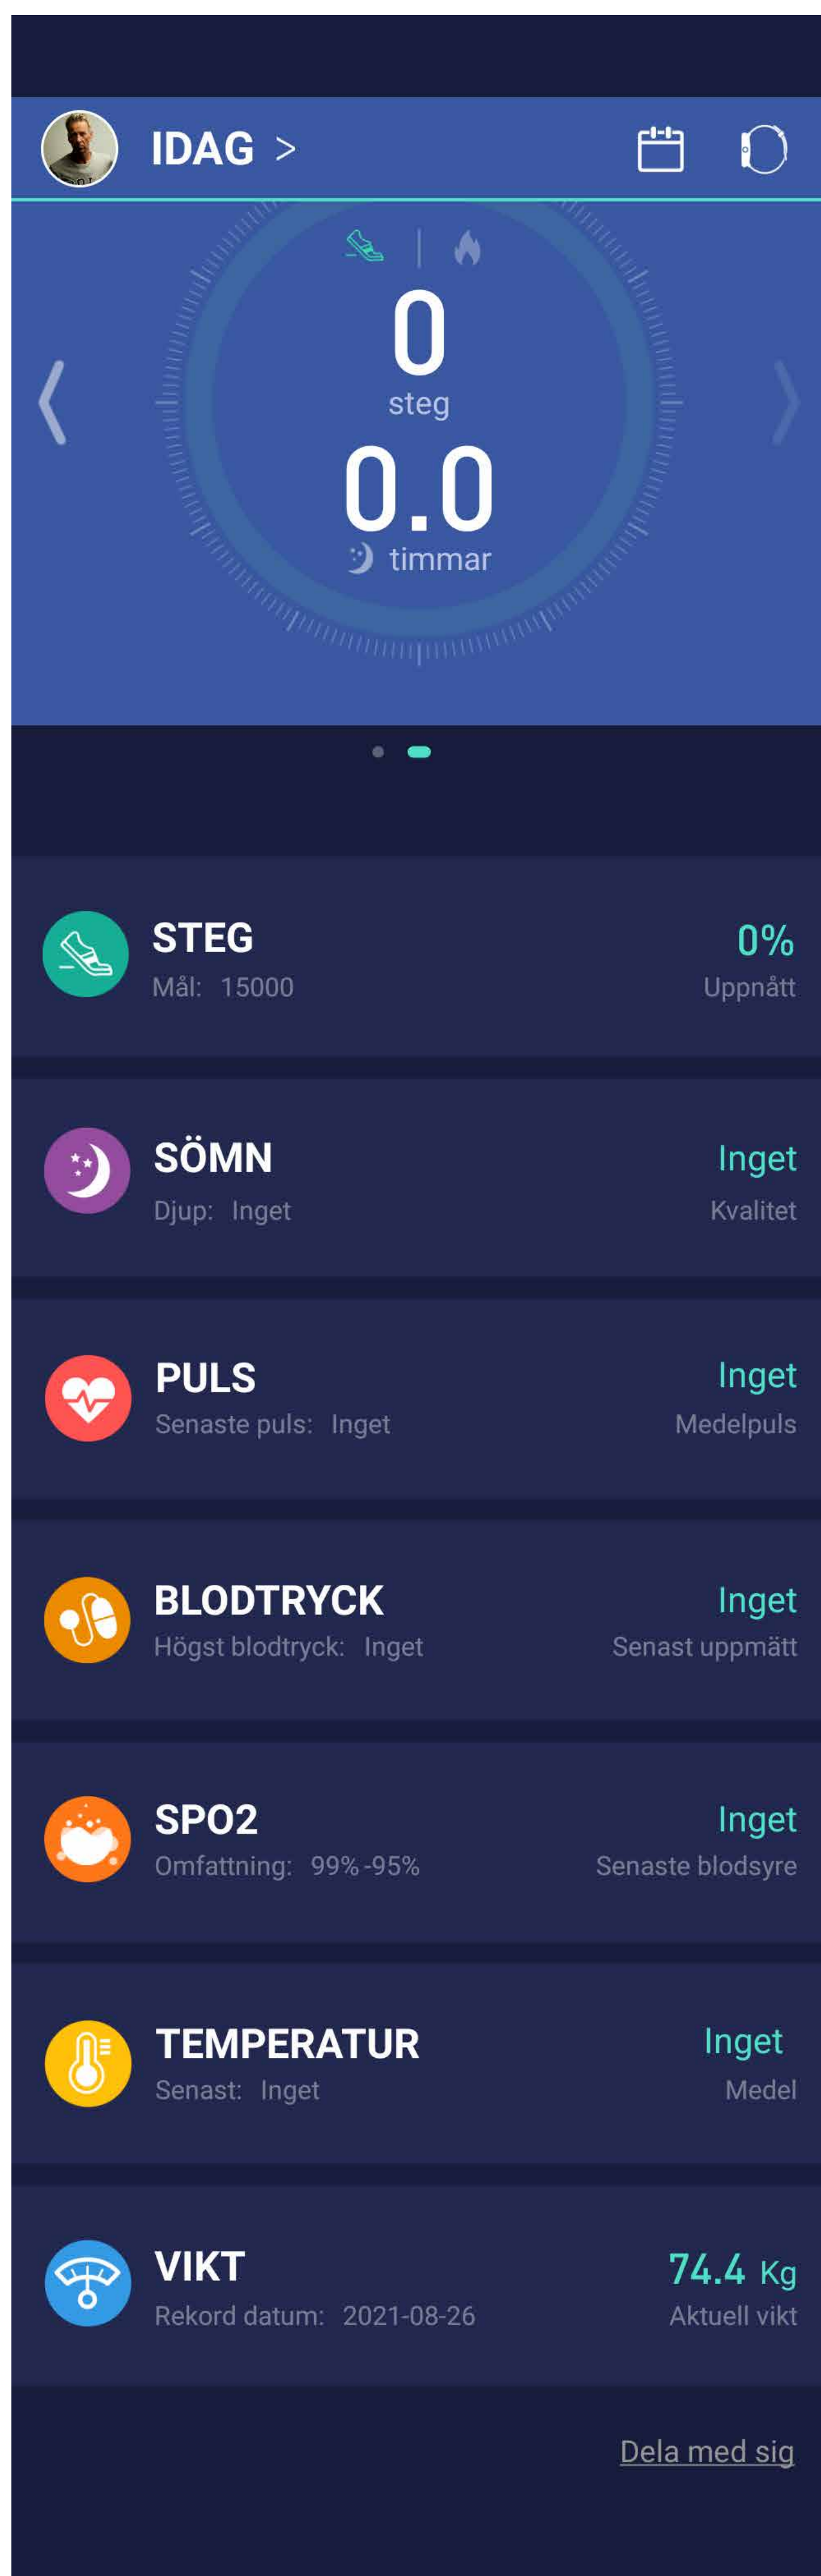 IDAG >
0
steg
0.0
timmar
STEG
0%
Mål: 15000
Uppnått
SÖMN
Inget
Djup: Inget
Kvalitet
PULS
Inget
Senaste puls: Inget
Medelpuls
BLODTRYCK
Inget
Högst blodtryck: Inget
Senast uppmätt
SPO2
Inget
Omfattning: 99%-95%
Senaste blodsyre
TEMPERATUR
Inget
Senast: Inget
Medel
VIKT
74.4 Kg
Rekord datum: 2021-08-26
Aktuell vikt
Dela med sig